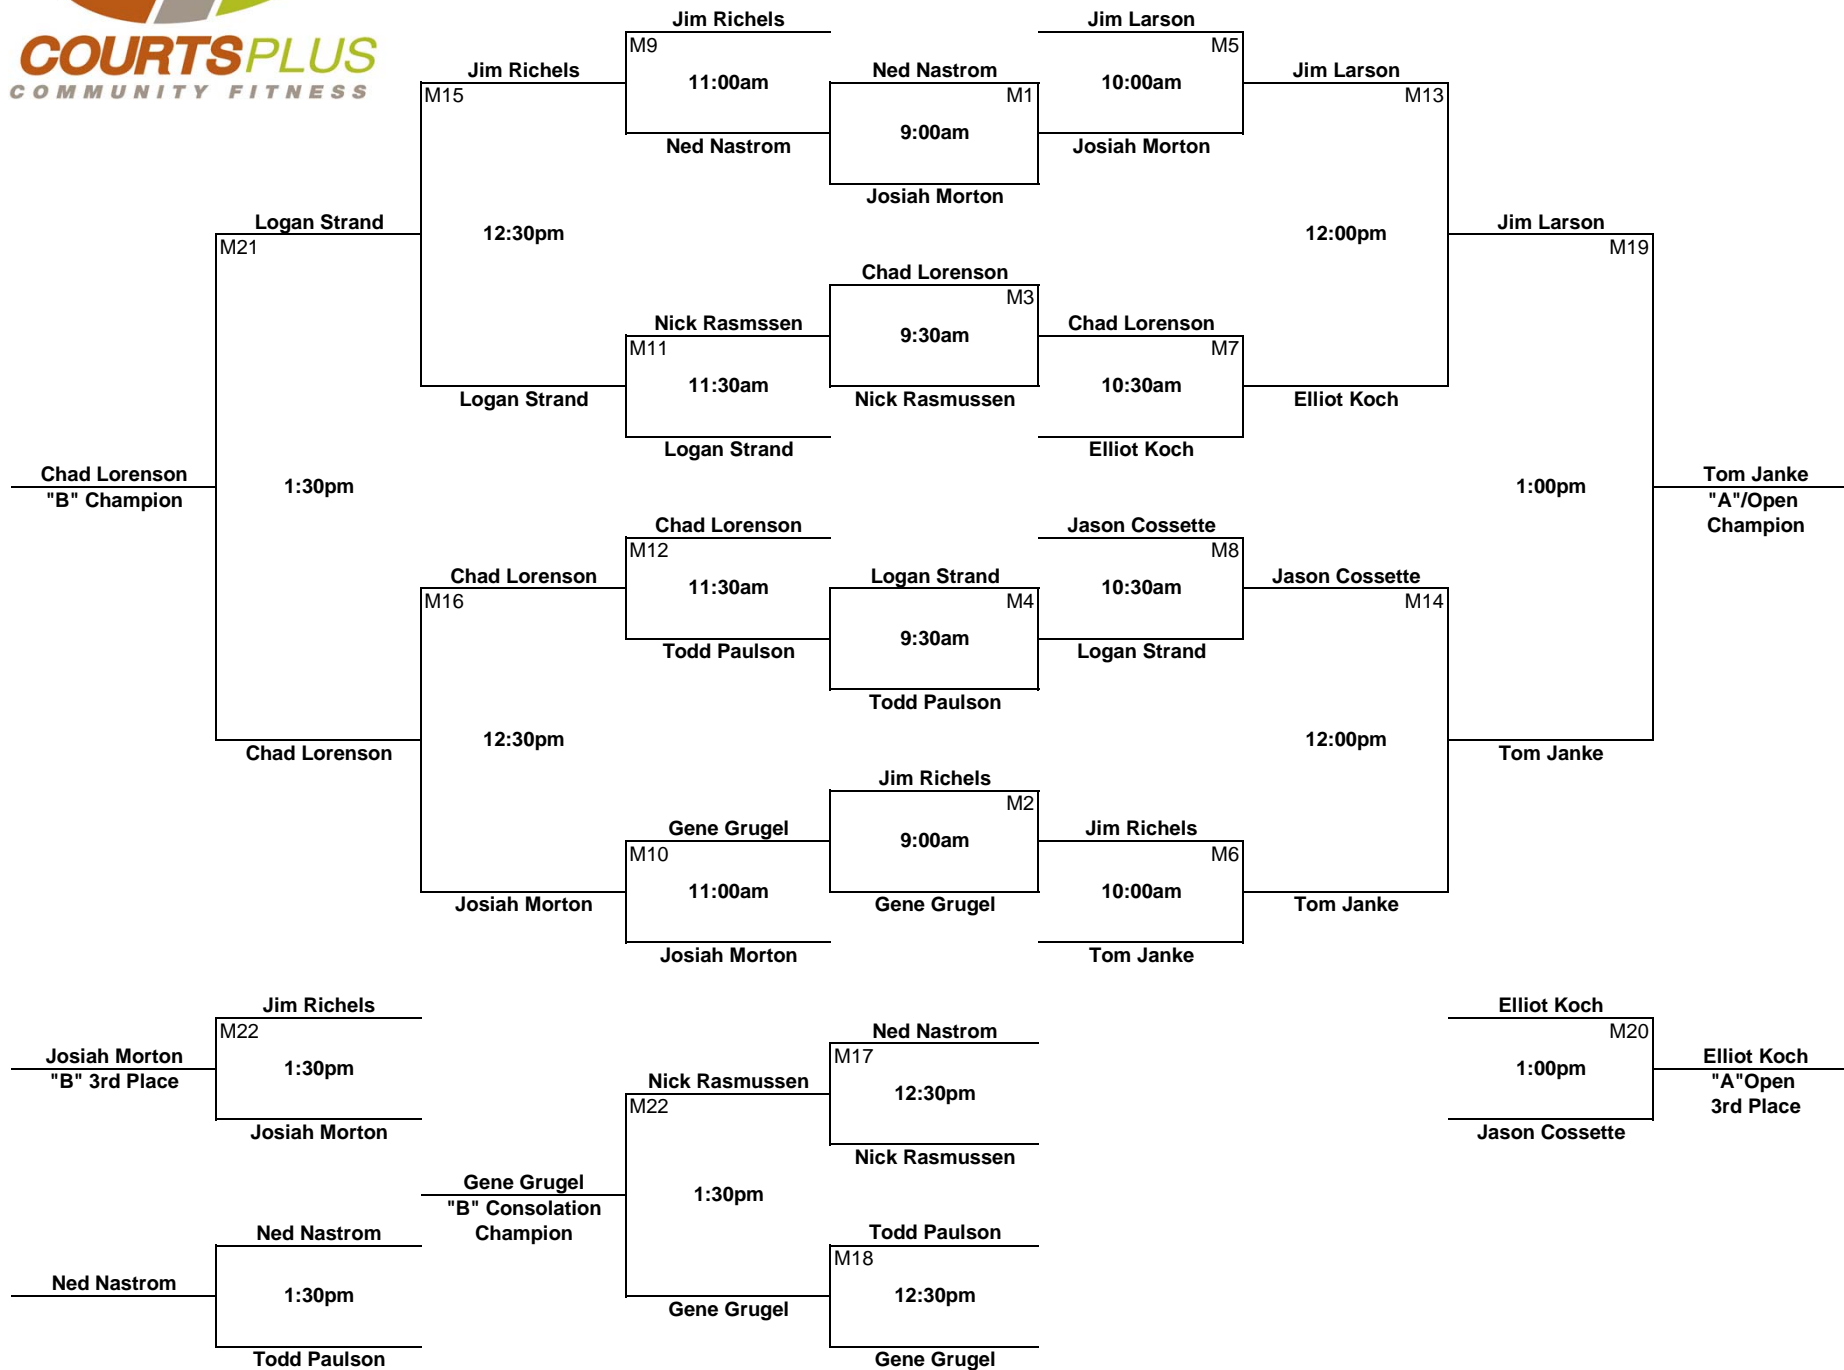 COURTSPLUS
COMMUNITY FITNESS
Jim Richels
Jim Larson
M9
M5
Jim Richels
11:00am
Ned Nastrom
10:00am
Jim Larson
M15
M1
M13
Ned Nastrom
9:00am
Josiah Morton
Josiah Morton
Logan Strand
12:30pm
12:00pm
Jim Larson
M21
M19
Chad Lorenson
M3
Nick Rasmssen
9:30am
Chad Lorenson
M11
M7
Logan Strand
11:30am
Nick Rasmussen
10:30am
Elliot Koch
Logan Strand
Elliot Koch
Chad Lorenson
"B" Champion
1:30pm
1:00pm
Tom Janke
"A"/Open
Champion
Chad Lorenson
Jason Cossette
M12
M8
Chad Lorenson
11:30am
Logan Strand
10:30am
Jason Cossette
M16
M4
M14
Todd Paulson
9:30am
Logan Strand
Todd Paulson
12:30pm
12:00pm
Chad Lorenson
Tom Janke
Jim Richels
M2
Gene Grugel
9:00am
Jim Richels
M10
M6
11:00am
10:00am
Josiah Morton
Gene Grugel
Tom Janke
Josiah Morton
Tom Janke
Jim Richels
Elliot Koch
M22
Ned Nastrom
M20
Josiah Morton
"B" 3rd Place
1:30pm
M17
1:00pm
Elliot Koch
"A"Open
3rd Place
Nick Rasmussen
12:30pm
M22
Josiah Morton
Jason Cossette
Nick Rasmussen
Gene Grugel
"B" Consolation
Champion
1:30pm
Ned Nastrom
Todd Paulson
M18
Ned Nastrom
1:30pm
Gene Grugel
12:30pm
Todd Paulson
Gene Grugel